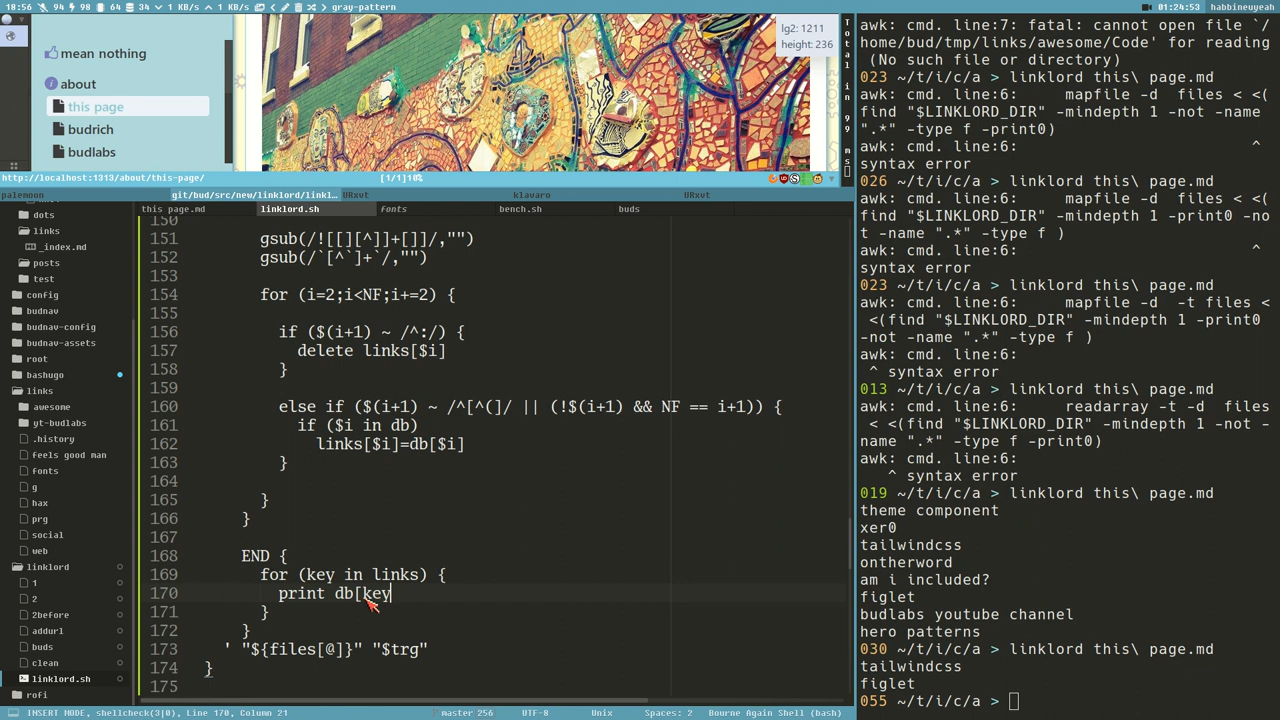 18:56 94 98 64 34 1 KB/s 1 KB/s gray-pattern 01:24:53 habbineuyeah
mean nothing
about
this page
budrich
budlabs
lg2: 1211
height: 236
Total in 99 ms
http://localhost:1313/about/this-page/ [1/1]10%
palemoon git/bud/src/new/linklord/linkl... URxvt klavaro URxvt
this page.md linklord.sh fonts bench.sh buds
dots
links
_index.md
posts
test
config
budnav
budnav-config
budnav-assets
root
bashugo
links
awesome
yt-budlabs
.history
feels good man
fonts
g
hax
prg
social
web
linklord
1
2
2before
addurl
buds
clean
linklord.sh
rofi
150
151 gsub(/![[][^]]+[]]/,"")
152 gsub(/`[^`]+`/,"")
153
154 for (i=2;i<NF;i+=2) {
155
156 if ($(i+1) ~ /^:/) {
157 delete links[$i]
158 }
159
160 else if ($(i+1) ~ /^[^(]/ || (!$(i+1) && NF == i+1)) {
161 if ($i in db)
162 links[$i]=db[$i]
163 }
164
165 }
166 }
167
168 END {
169 for (key in links) {
170 print db[key
171 }
172 }
173 ' "${files[@]}" "$trg"
174 }
175
INSERT MODE, shellcheck(3|0), Line 170, Column 21 master 256 UTF-8 Unix Spaces: 2 Bourne Again Shell (bash)
awk: cmd. line:7: fatal: cannot open file `/
home/bud/tmp/links/awesome/Code' for reading
(No such file or directory)
023 ~/t/i/c/a > linklord this\ page.md
awk: cmd. line:6: mapfile -d files < <(
find "$LINKLORD_DIR" -mindepth 1 -not -name
".*" -type f -print0)
awk: cmd. line:6: ^
syntax error
026 ~/t/i/c/a > linklord this\ page.md
awk: cmd. line:6: mapfile -d files < <(
find "$LINKLORD_DIR" -mindepth 1 -print0 -no
t -name ".*" -type f )
awk: cmd. line:6: ^
syntax error
023 ~/t/i/c/a > linklord this\ page.md
awk: cmd. line:6: mapfile -d -t files <
<(find "$LINKLORD_DIR" -mindepth 1 -print0
-not -name ".*" -type f )
awk: cmd. line:6:
^ syntax error
013 ~/t/i/c/a > linklord this\ page.md
awk: cmd. line:6: readarray -t -d files
< <(find "$LINKLORD_DIR" -mindepth 1 -not -
name ".*" -type f -print0)
awk: cmd. line:6:
^ syntax error
019 ~/t/i/c/a > linklord this\ page.md
theme component
xer0
tailwindcss
ontherword
am i included?
figlet
budlabs youtube channel
hero patterns
030 ~/t/i/c/a > linklord this\ page.md
tailwindcss
figlet
055 ~/t/i/c/a >